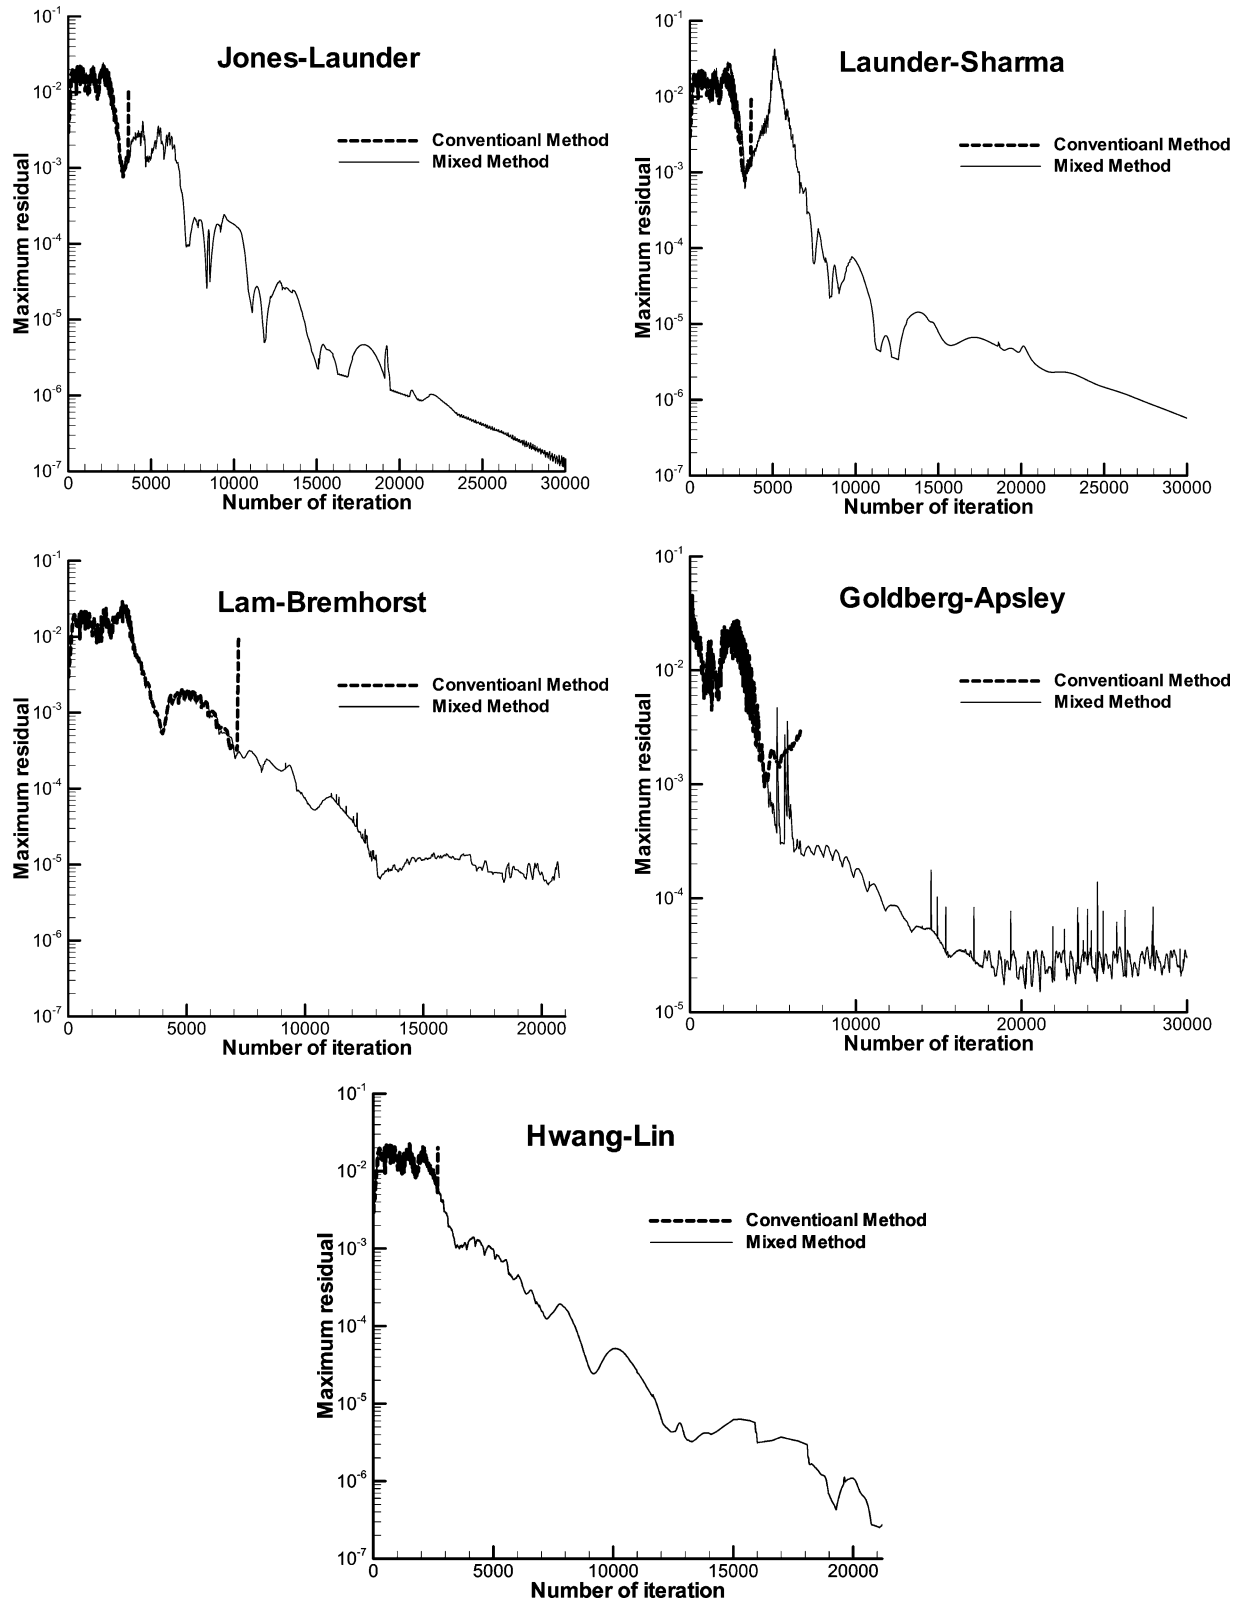 Jones-Launder
Conventioanl Method
Mixed Method
Maximum residual
10-1
10-2
10-3
10-4
10-5
10-6
10-7
0 5000 10000 15000 20000 25000 30000
Number of iteration
Launder-Sharma
Conventioanl Method
Mixed Method
Maximum residual
10-1
10-2
10-3
10-4
10-5
10-6
10-7
0 5000 10000 15000 20000 25000 30000
Number of iteration
Lam-Bremhorst
Conventioanl Method
Mixed Method
Maximum residual
10-1
10-2
10-3
10-4
10-5
10-6
10-7
0 5000 10000 15000 20000
Number of iteration
Goldberg-Apsley
Conventioanl Method
Mixed Method
Maximum residual
10-1
10-2
10-3
10-4
10-5
0 10000 20000 30000
Number of iteration
Hwang-Lin
Conventioanl Method
Mixed Method
Maximum residual
10-1
10-2
10-3
10-4
10-5
10-6
10-7
0 5000 10000 15000 20000
Number of iteration